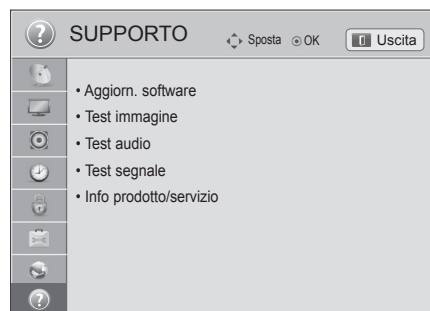 SUPPORTO Sposta OK Uscita
• Aggiorn. software
• Test immagine
• Test audio
• Test segnale
• Info prodotto/servizio